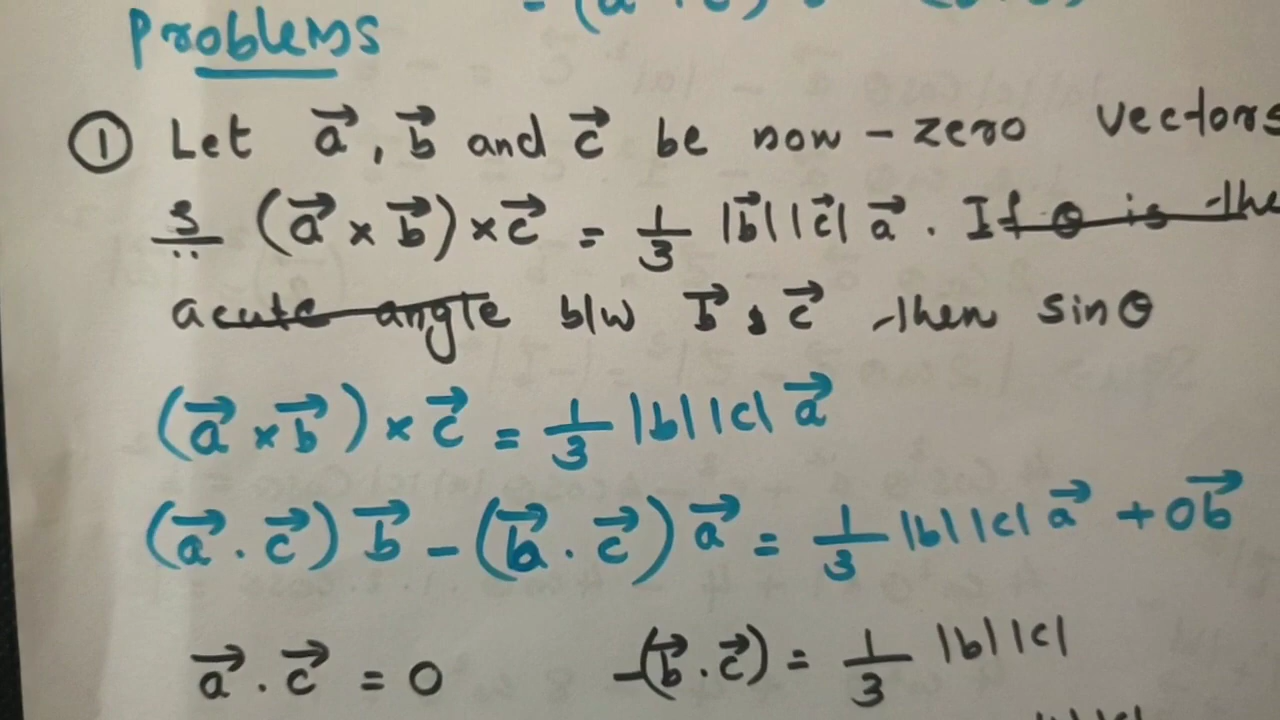 Problems
① Let a⃗, b⃗ and c⃗ be non-zero vectors
(a⃗ × b⃗) × c⃗ = 1/3 |b⃗||c⃗| a⃗. If θ is the
acute angle b/w b⃗ & c⃗ then sinθ
(a⃗ × b⃗) × c⃗ = 1/3 |b||c| a⃗
(a⃗ . c⃗) b⃗ - (b⃗ . c⃗) a⃗ = 1/3 |b||c| a⃗ + 0b⃗
a⃗ . c⃗ = 0 -(b⃗ . c⃗) = 1/3 |b||c|